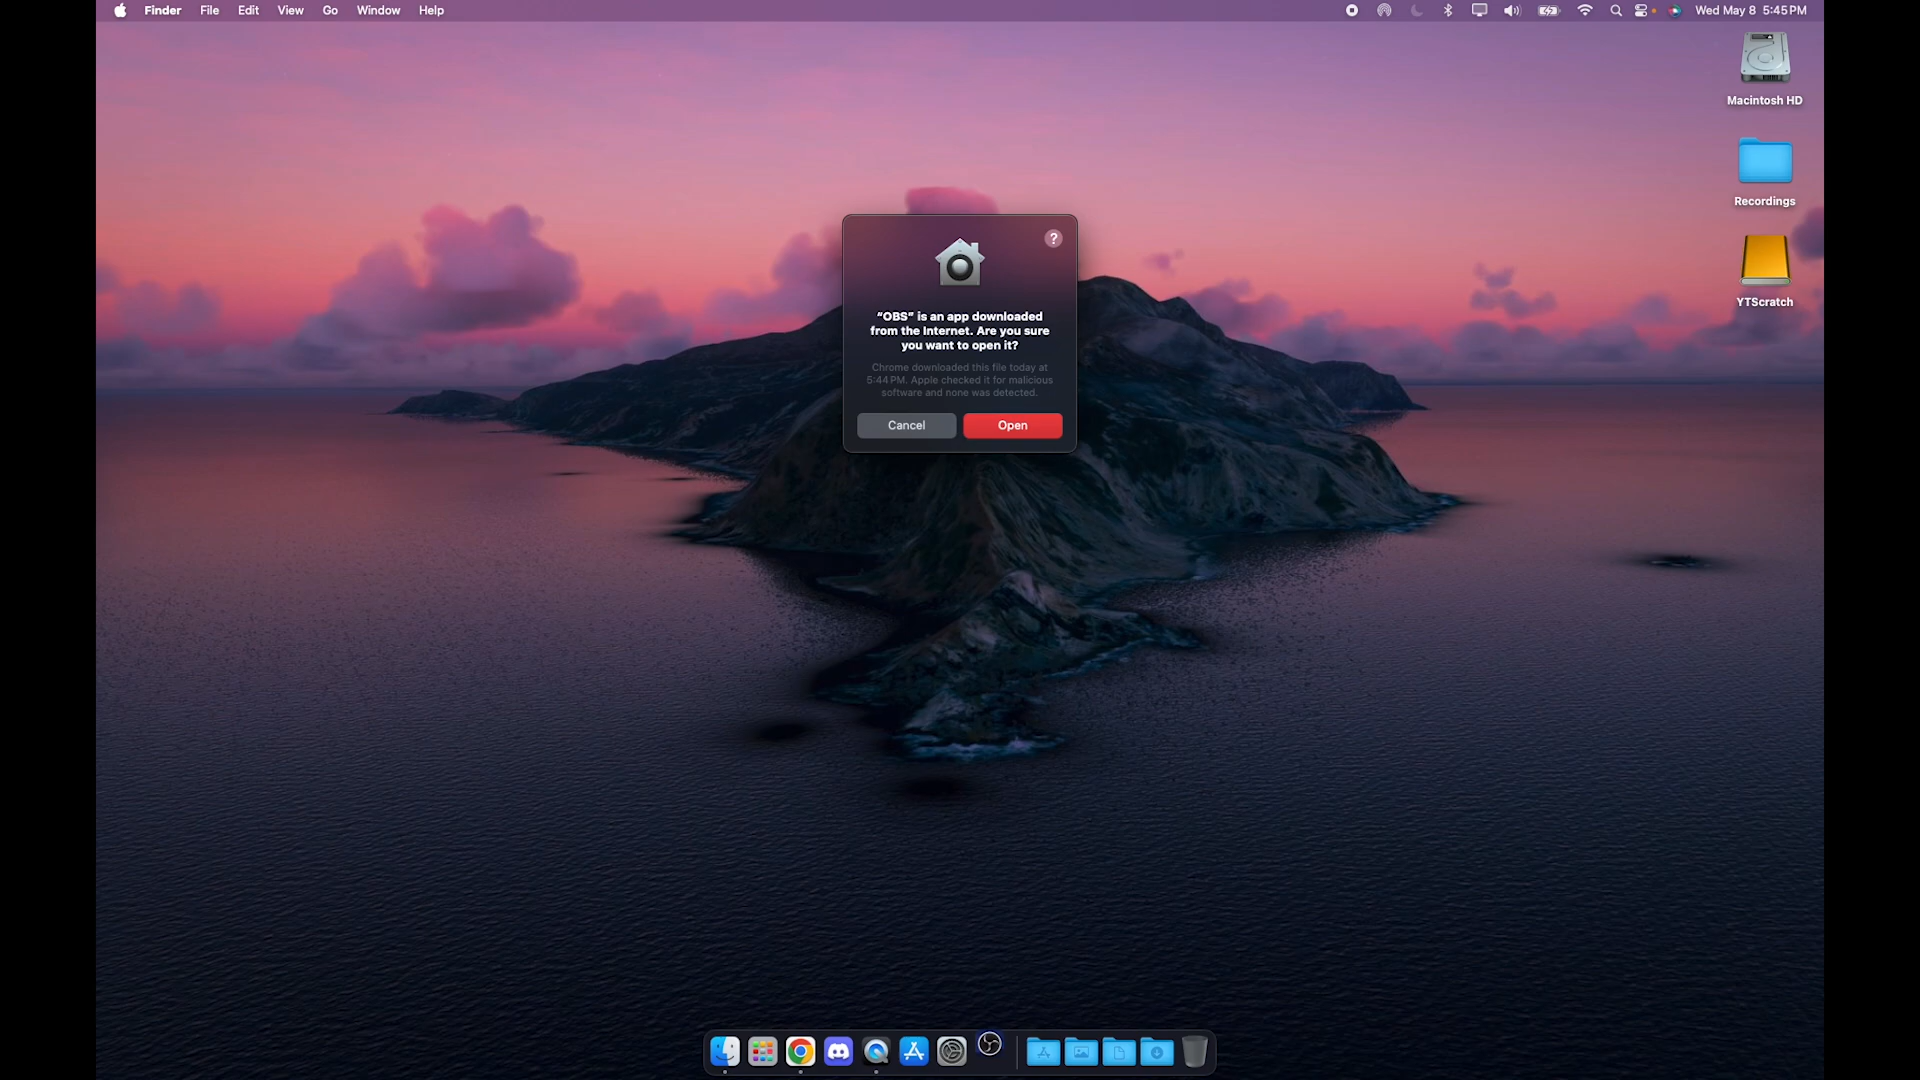 Finder File Edit View Go Window Help Wed May 8 5:45 PM
Macintosh HD
Recordings
YTScratch
?
“OBS” is an app downloaded
from the Internet. Are you sure
you want to open it?
Chrome downloaded this file today at
5:44 PM. Apple checked it for malicious
software and none was detected.
Cancel Open